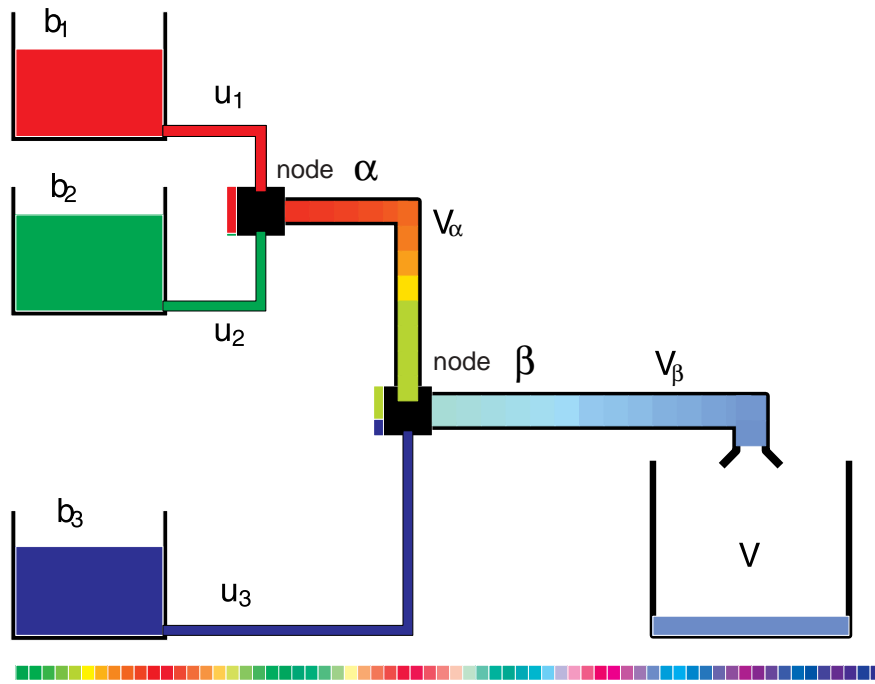 b1
u1
node α
b2
Vα
u2
node β
Vβ
b3
V
u3